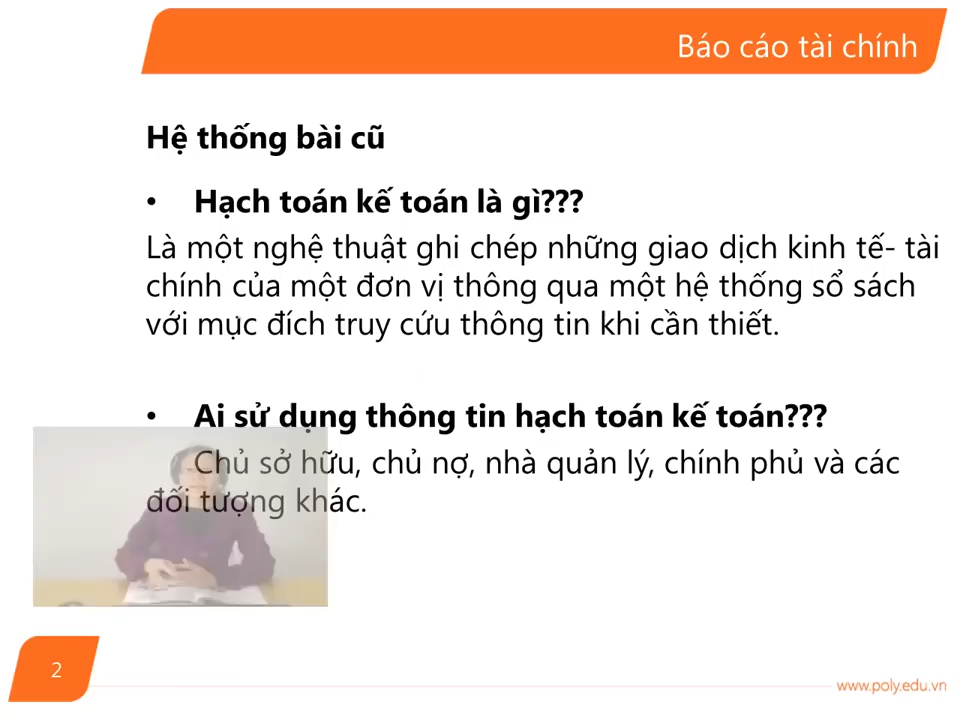 Báo cáo tài chính
Hệ thống bài cũ
• Hạch toán kế toán là gì???
Là một nghệ thuật ghi chép những giao dịch kinh tế- tài
chính của một đơn vị thông qua một hệ thống sổ sách
với mục đích truy cứu thông tin khi cần thiết.
• Ai sử dụng thông tin hạch toán kế toán???
Chủ sở hữu, chủ nợ, nhà quản lý, chính phủ và các
đối tượng khác.
2
www.poly.edu.vn